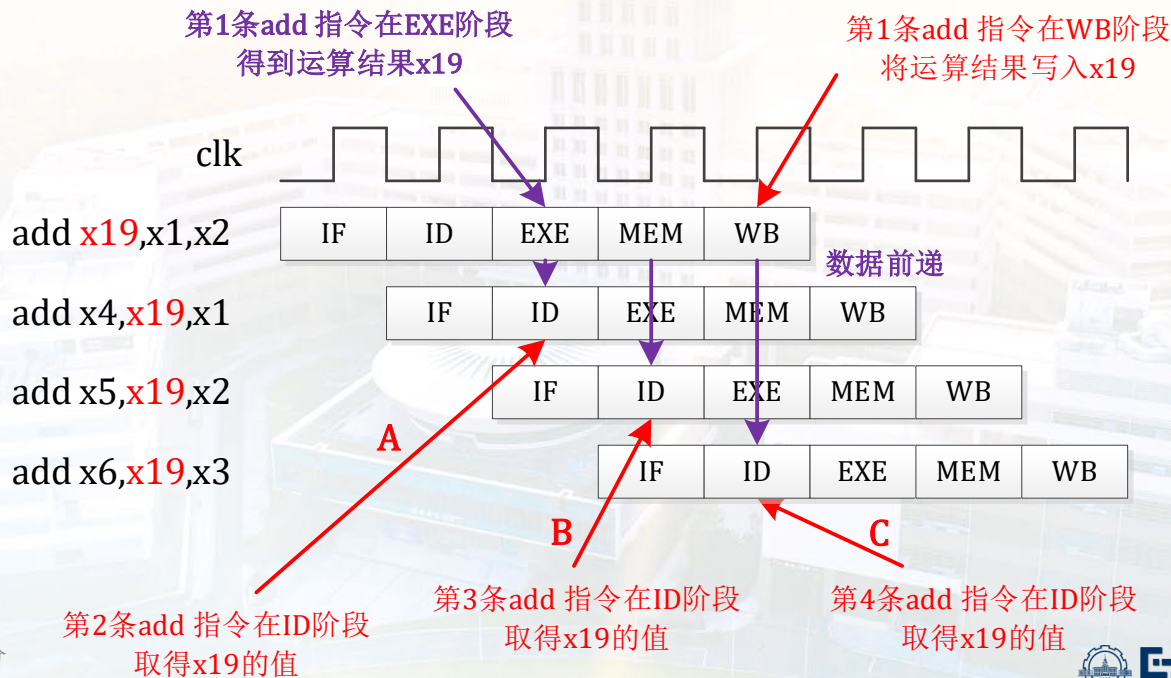 第1条add 指令在EXE阶段
得到运算结果x19
第1条add 指令在WB阶段
将运算结果写入x19
clk
add x19,x1,x2
IF ID EXE MEM WB
数据前递
add x4,x19,x1
IF ID EXE MEM WB
add x5,x19,x2
IF ID EXE MEM WB
A
add x6,x19,x3
IF ID EXE MEM WB
B
C
第2条add 指令在ID阶段
取得x19的值
第3条add 指令在ID阶段
取得x19的值
第4条add 指令在ID阶段
取得x19的值